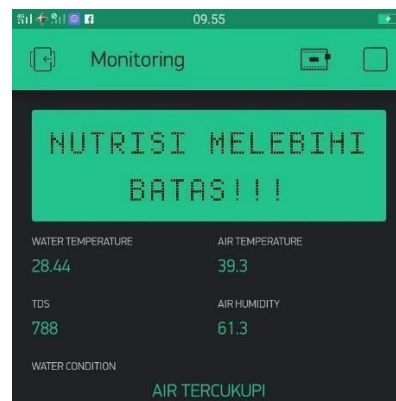 09.55
Monitoring
NUTRISI MELEBIHI
BATAS!!!
WATER TEMPERATURE AIR TEMPERATURE
28.44 39.3
TDS AIR HUMIDITY
788 61.3
WATER CONDITION
AIR TERCUKUPI